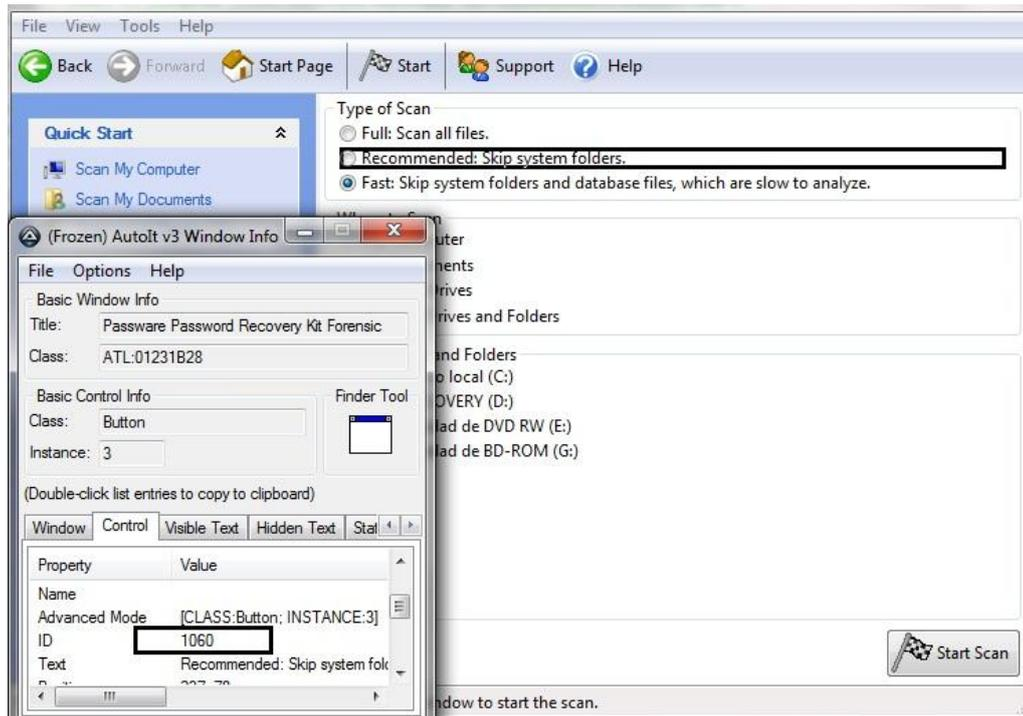 File View Tools Help
Back Forward Start Page Start Support Help
Quick Start
Scan My Computer
Scan My Documents
Type of Scan
Full: Scan all files.
Recommended: Skip system folders.
Fast: Skip system folders and database files, which are slow to analyze.
uter
ments
rives
rives and Folders
and Folders
o local (C:)
OVERY (D:)
dad de DVD RW (E:)
dad de BD-ROM (G:)
Start Scan
ndow to start the scan.
(Frozen) AutoIt v3 Window Info
File Options Help
Basic Window Info
Title: Passware Password Recovery Kit Forensic
Class: ATL:01231B28
Basic Control Info
Finder Tool
Class: Button
Instance: 3
(Double-click list entries to copy to clipboard)
Window Control Visible Text Hidden Text Stat
Property Value
Name
Advanced Mode [CLASS:Button; INSTANCE:3]
ID 1060
Text Recommended: Skip system fold